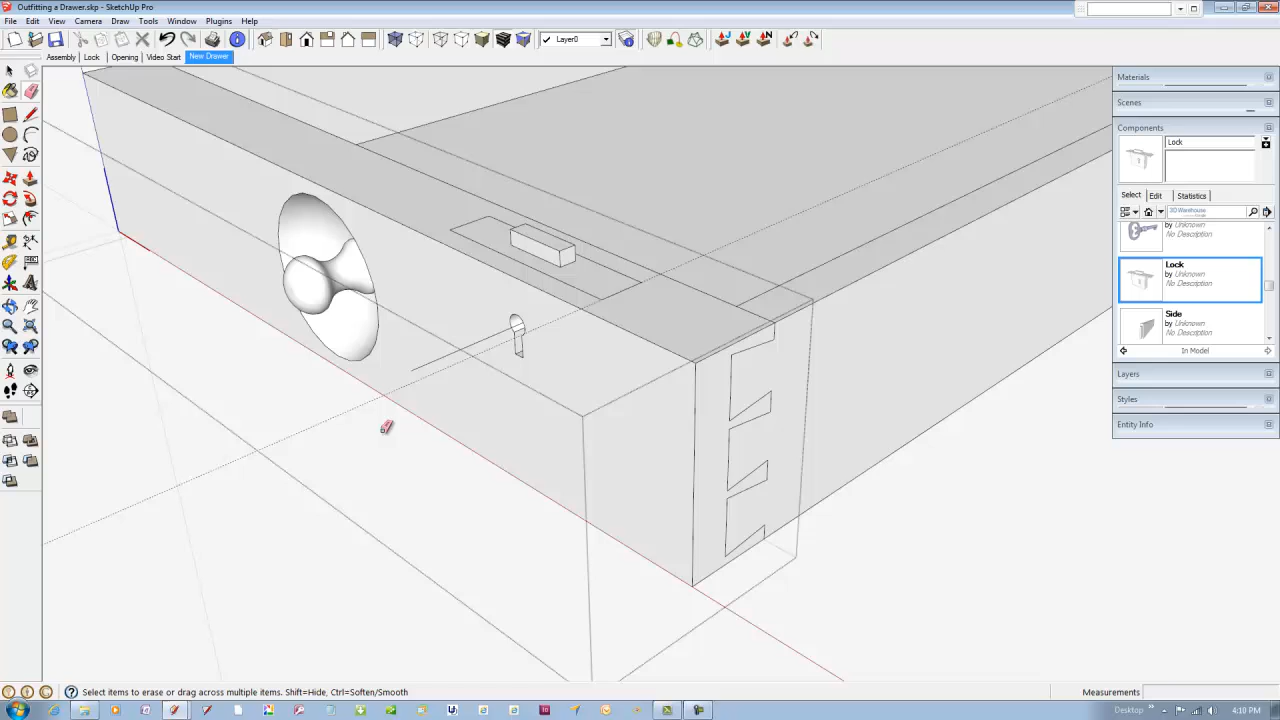 Outfitting a Drawer.skp - SketchUp Pro
File Edit View Camera Draw Tools Window Plugins Help
Layer0
Assembly Lock Opening Video Start New Drawer
Materials
Scenes
Components
Lock
Select Edit Statistics
3D Warehouse
by Unknown
No Description
Lock
by Unknown
No Description
Side
by Unknown
No Description
In Model
Layers
Styles
Entity Info
Select items to erase or drag across multiple items. Shift=Hide, Ctrl=Soften/Smooth
Measurements
Desktop
4:10 PM